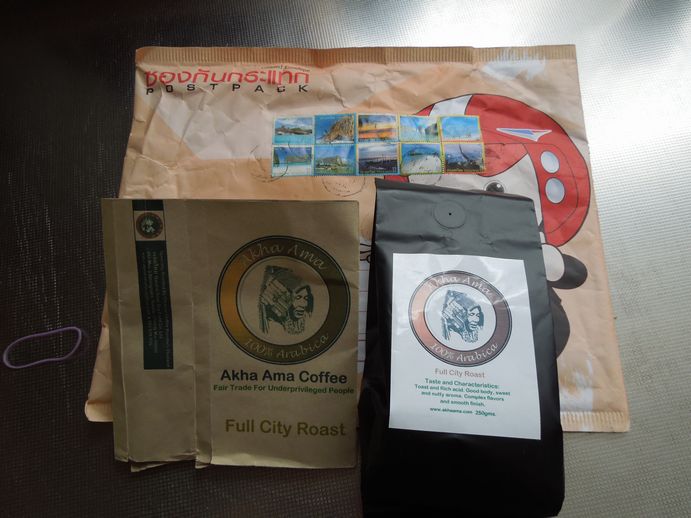 ซองกันกระแทก
POSTPACK
Akha Ama
100% Arabica
Akha Ama Coffee
Fair Trade For Underprivileged People
Full City Roast
Akha Ama
100% Arabica
Full City Roast
Taste and Characteristics:
Toast and Rich acid. Good body, sweet
and nutty aroma. Complex flavors
and smooth finish.
www.akhaama.com 250gms.